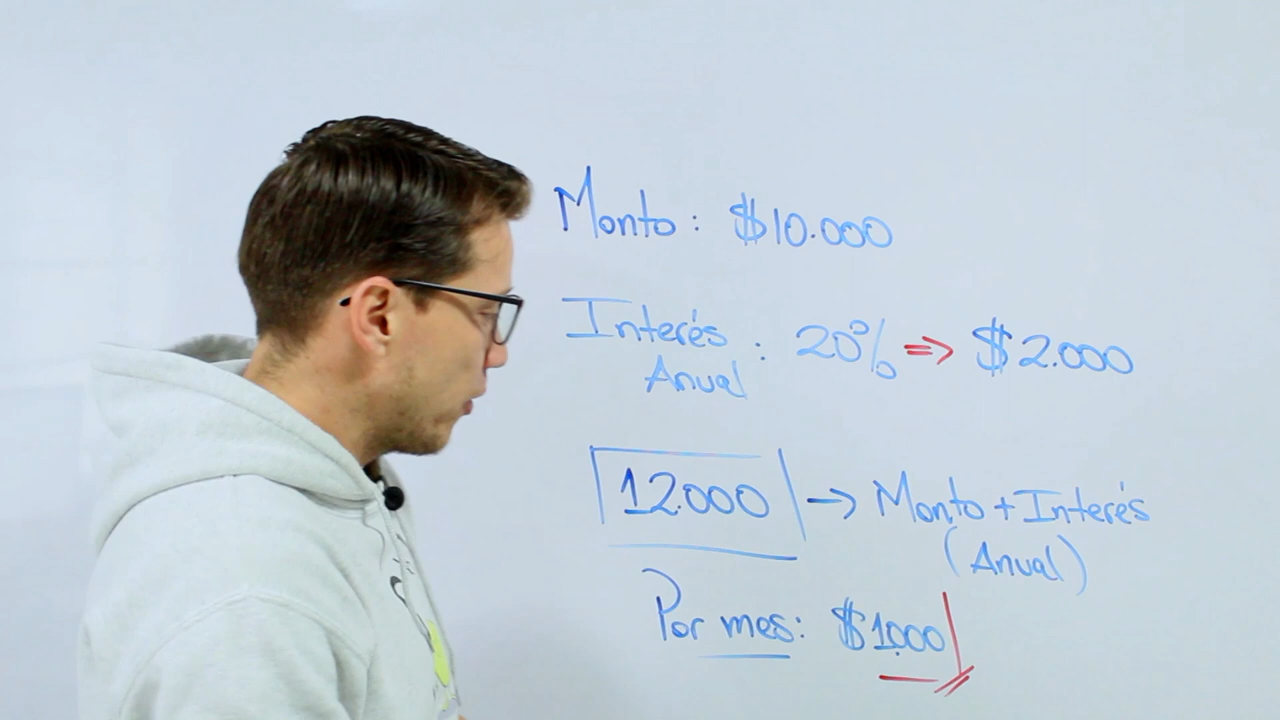 Monto: $10.000
Interés Anual: 20% => $2.000
12.000 → Monto + Interés
(Anual)
Por mes: $1.000